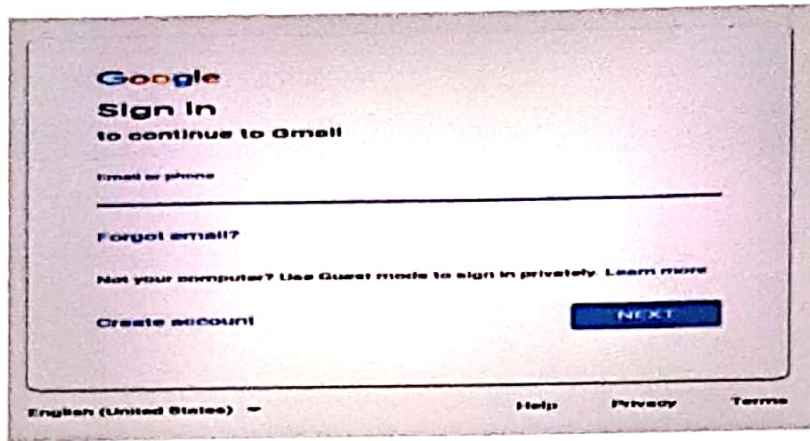 Google
Sign in
to continue to Gmail
Email or phone
Forgot email?
Not your computer? Use Guest mode to sign in privately. Learn more
Create account
NEXT
English (United States)
Help
Privacy
Terms